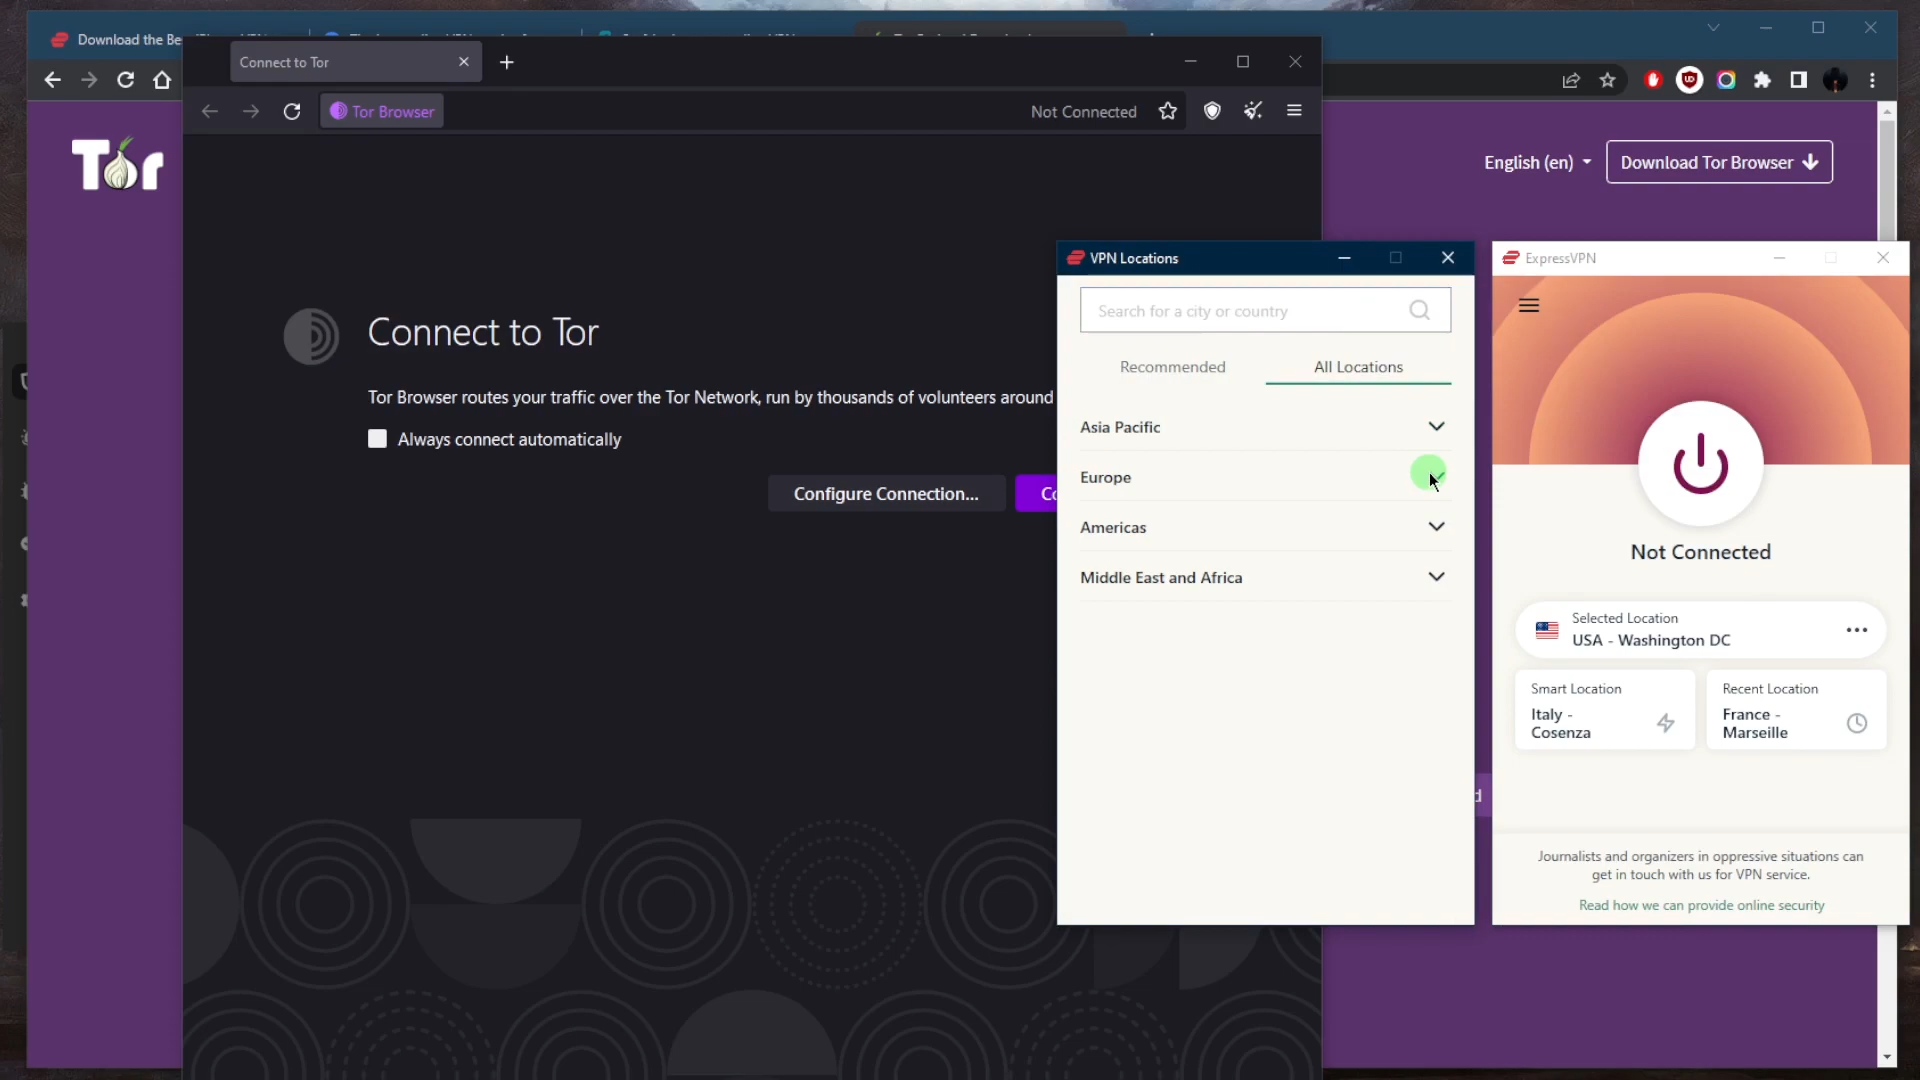 Download the Be
Connect to Tor
Tor Browser
Not Connected
Tor
English (en)
Download Tor Browser
Connect to Tor
Tor Browser routes your traffic over the Tor Network, run by thousands of volunteers around
Always connect automatically
Configure Connection...
Co
VPN Locations
Search for a city or country
Recommended
All Locations
Asia Pacific
Europe
Americas
Middle East and Africa
ExpressVPN
Not Connected
Selected Location
USA - Washington DC
Smart Location
Italy -
Cosenza
Recent Location
France -
Marseille
Journalists and organizers in oppressive situations can
get in touch with us for VPN service.
Read how we can provide online security
d